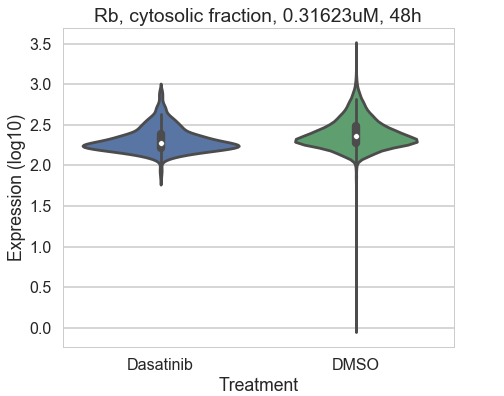 Rb, cytosolic fraction, 0.31623uM, 48h
Expression (log10)
3.5
3.0
2.5
2.0
1.5
1.0
0.5
0.0
Dasatinib DMSO
Treatment